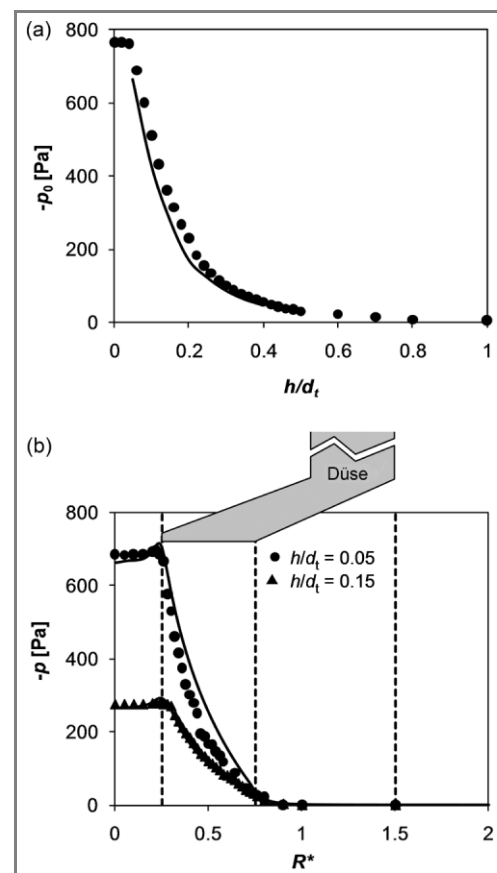 (a)
800
600
400
200
0
-p₀ [Pa]
0 0.2 0.4 0.6 0.8 1
h/dₜ
(b)
Düse
800
600
400
200
0
-p [Pa]
h/dₜ = 0.05
h/dₜ = 0.15
0 0.5 1 1.5 2
R*